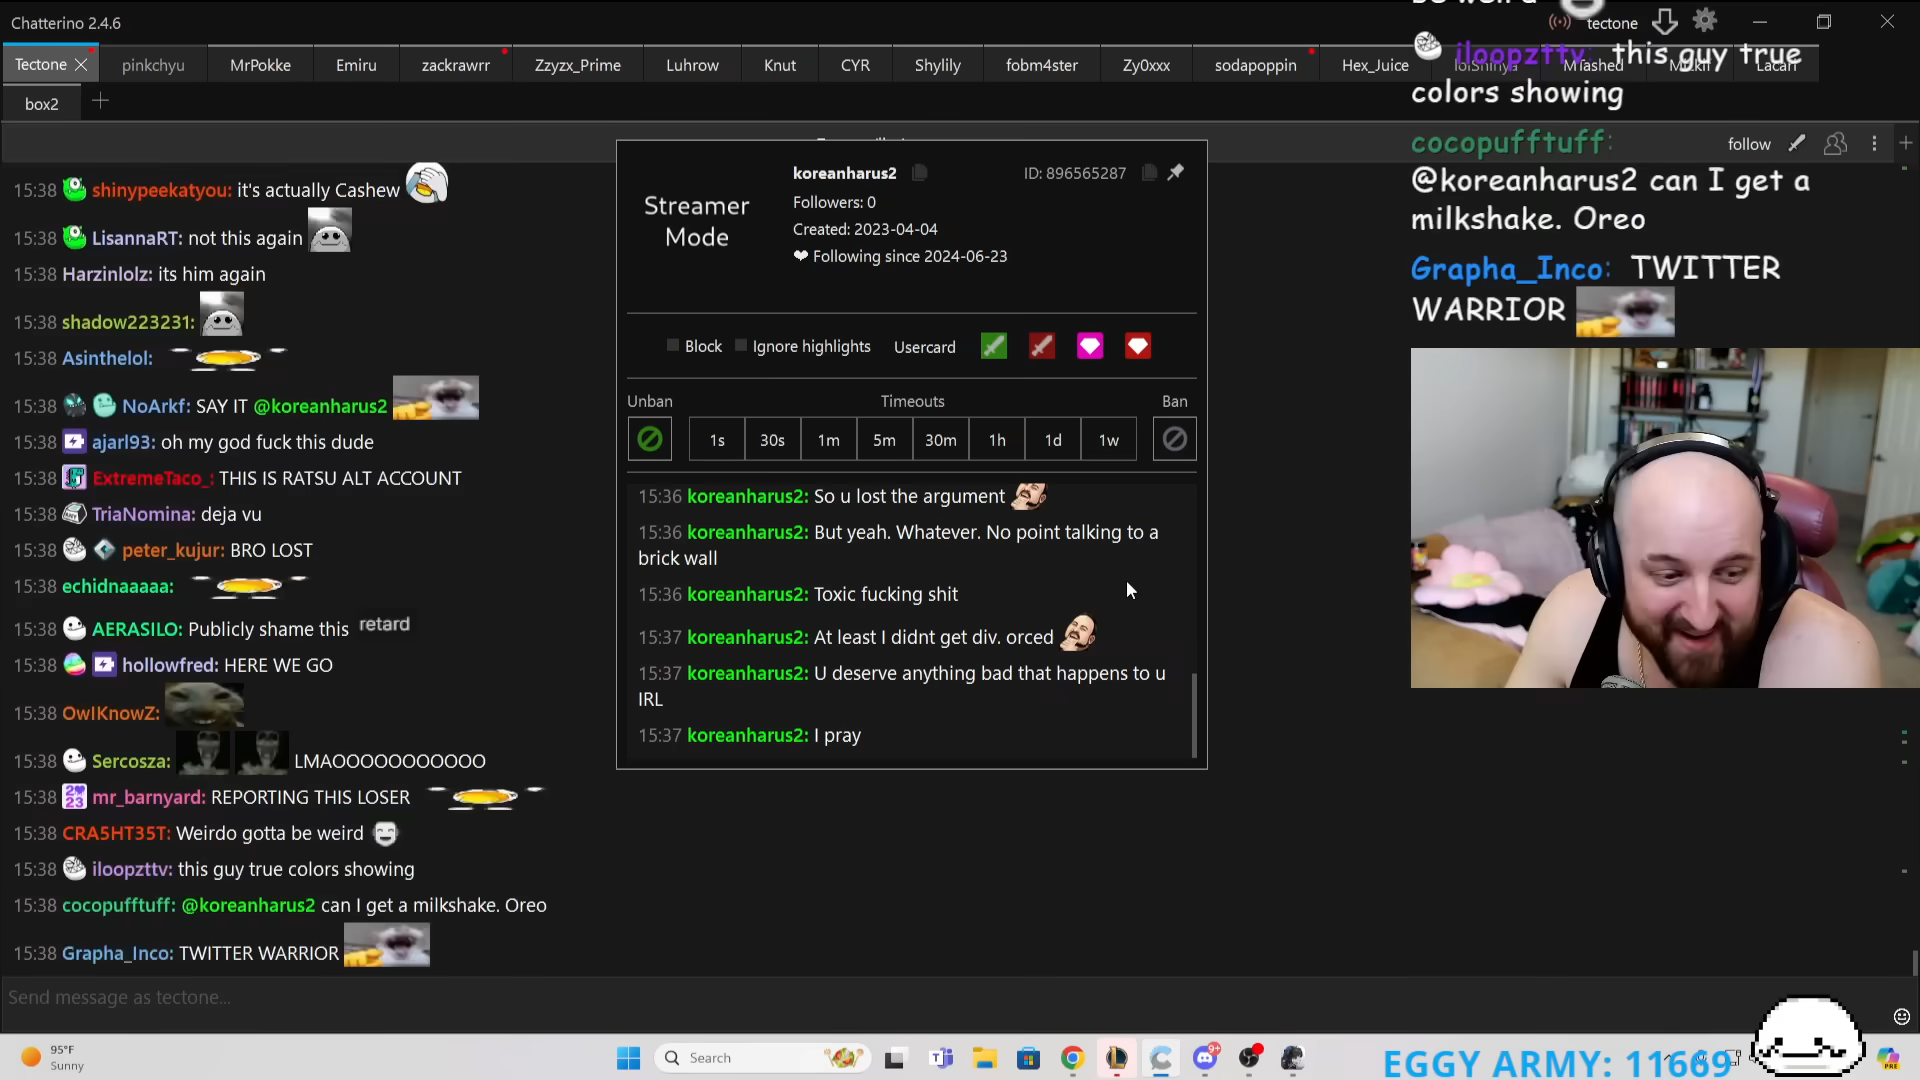 Chatterino 2.4.6
tectone
Tectone
pinkchyu
MrPokke
Emiru
zackrawrr
Zzyzx_Prime
Luhrow
Knut
CYR
Shylily
fobm4ster
Zy0xxx
sodapoppin
Hex_Juice
box2
follow
15:38 shinypeekatyou: it's actually Cashew
15:38 LisannaRT: not this again
15:38 Harzinlolz: its him again
15:38 shadow223231:
15:38 Asinthelol:
15:38 NoArkf: SAY IT @koreanharus2
15:38 ajarl93: oh my god fuck this dude
15:38 ExtremeTaco_: THIS IS RATSU ALT ACCOUNT
15:38 TriaNomina: deja vu
15:38 peter_kujur: BRO LOST
15:38 echidnaaaaa:
15:38 AERASILO: Publicly shame this retard
15:38 hollowfred: HERE WE GO
15:38 OwlKnowZ:
15:38 Sercosza: LMAOOOOOOOOOOO
15:38 mr_barnyard: REPORTING THIS LOSER
15:38 CRA5HT35T: Weirdo gotta be weird
15:38 iloopzttv: this guy true colors showing
15:38 cocopufftuff: @koreanharus2 can I get a milkshake. Oreo
15:38 Grapha_Inco: TWITTER WARRIOR
Send message as tectone...
Streamer
Mode
koreanharus2
ID: 896565287
Followers: 0
Created: 2023-04-04
❤ Following since 2024-06-23
Block
Ignore highlights
Usercard
Unban
Timeouts
Ban
1s
30s
1m
5m
30m
1h
1d
1w
15:36 koreanharus2: So u lost the argument
15:36 koreanharus2: But yeah. Whatever. No point talking to a
brick wall
15:36 koreanharus2: Toxic fucking shit
15:37 koreanharus2: At least I didnt get div. orced
15:37 koreanharus2: U deserve anything bad that happens to u
IRL
15:37 koreanharus2: I pray
iloopzttv: this guy true
colors showing
cocopufftuff:
@koreanharus2 can I get a
milkshake. Oreo
Grapha_Inco: TWITTER
WARRIOR
95°F
Sunny
Search
9+
EGGY ARMY: 11669